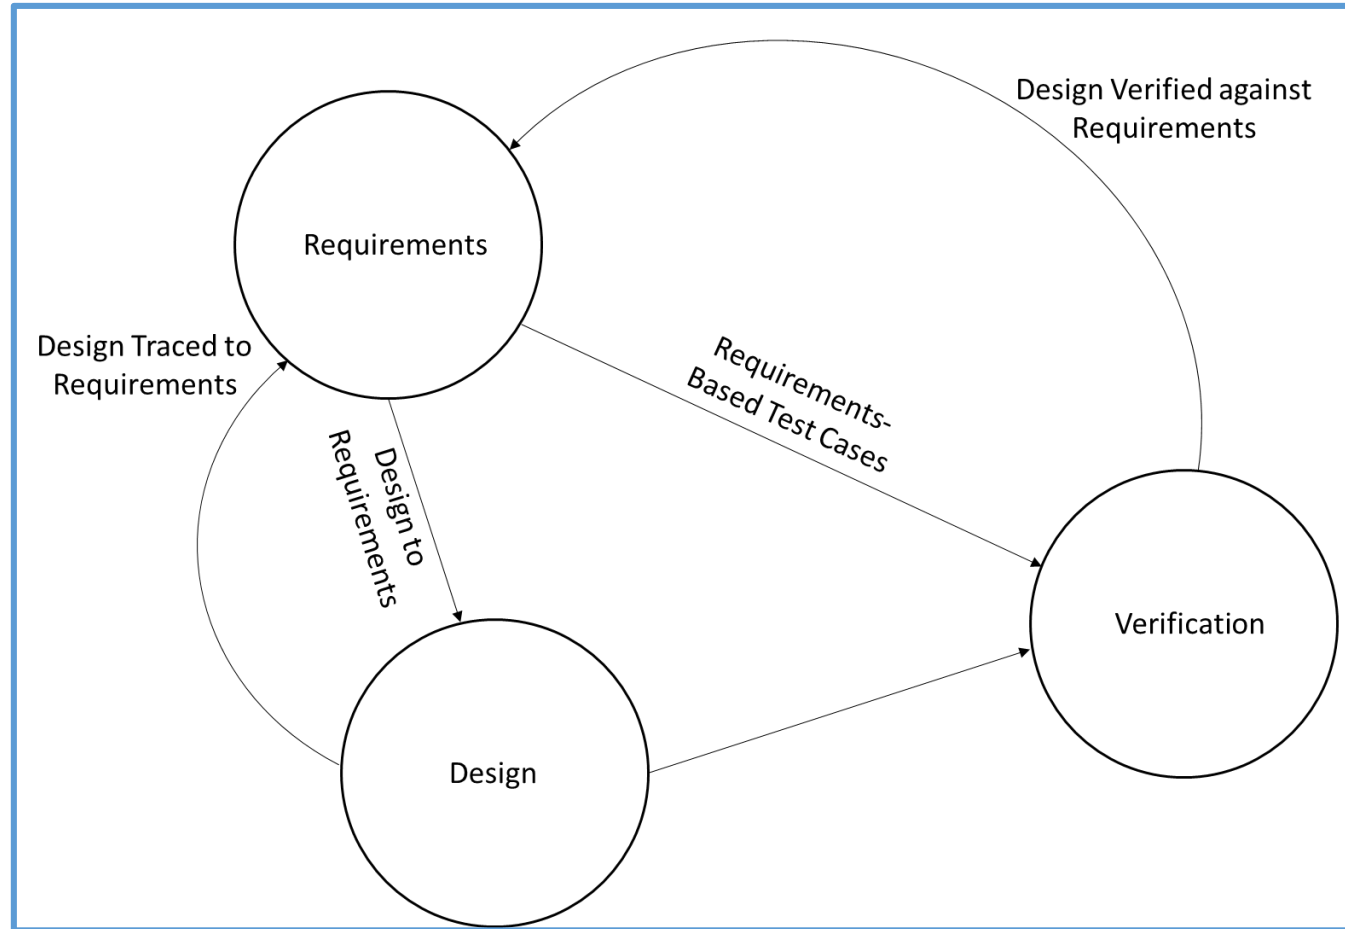 Design Verified against
Requirements
Requirements
Design Traced to
Requirements
Requirements-
Based Test Cases
Design to
Requirements
Verification
Design